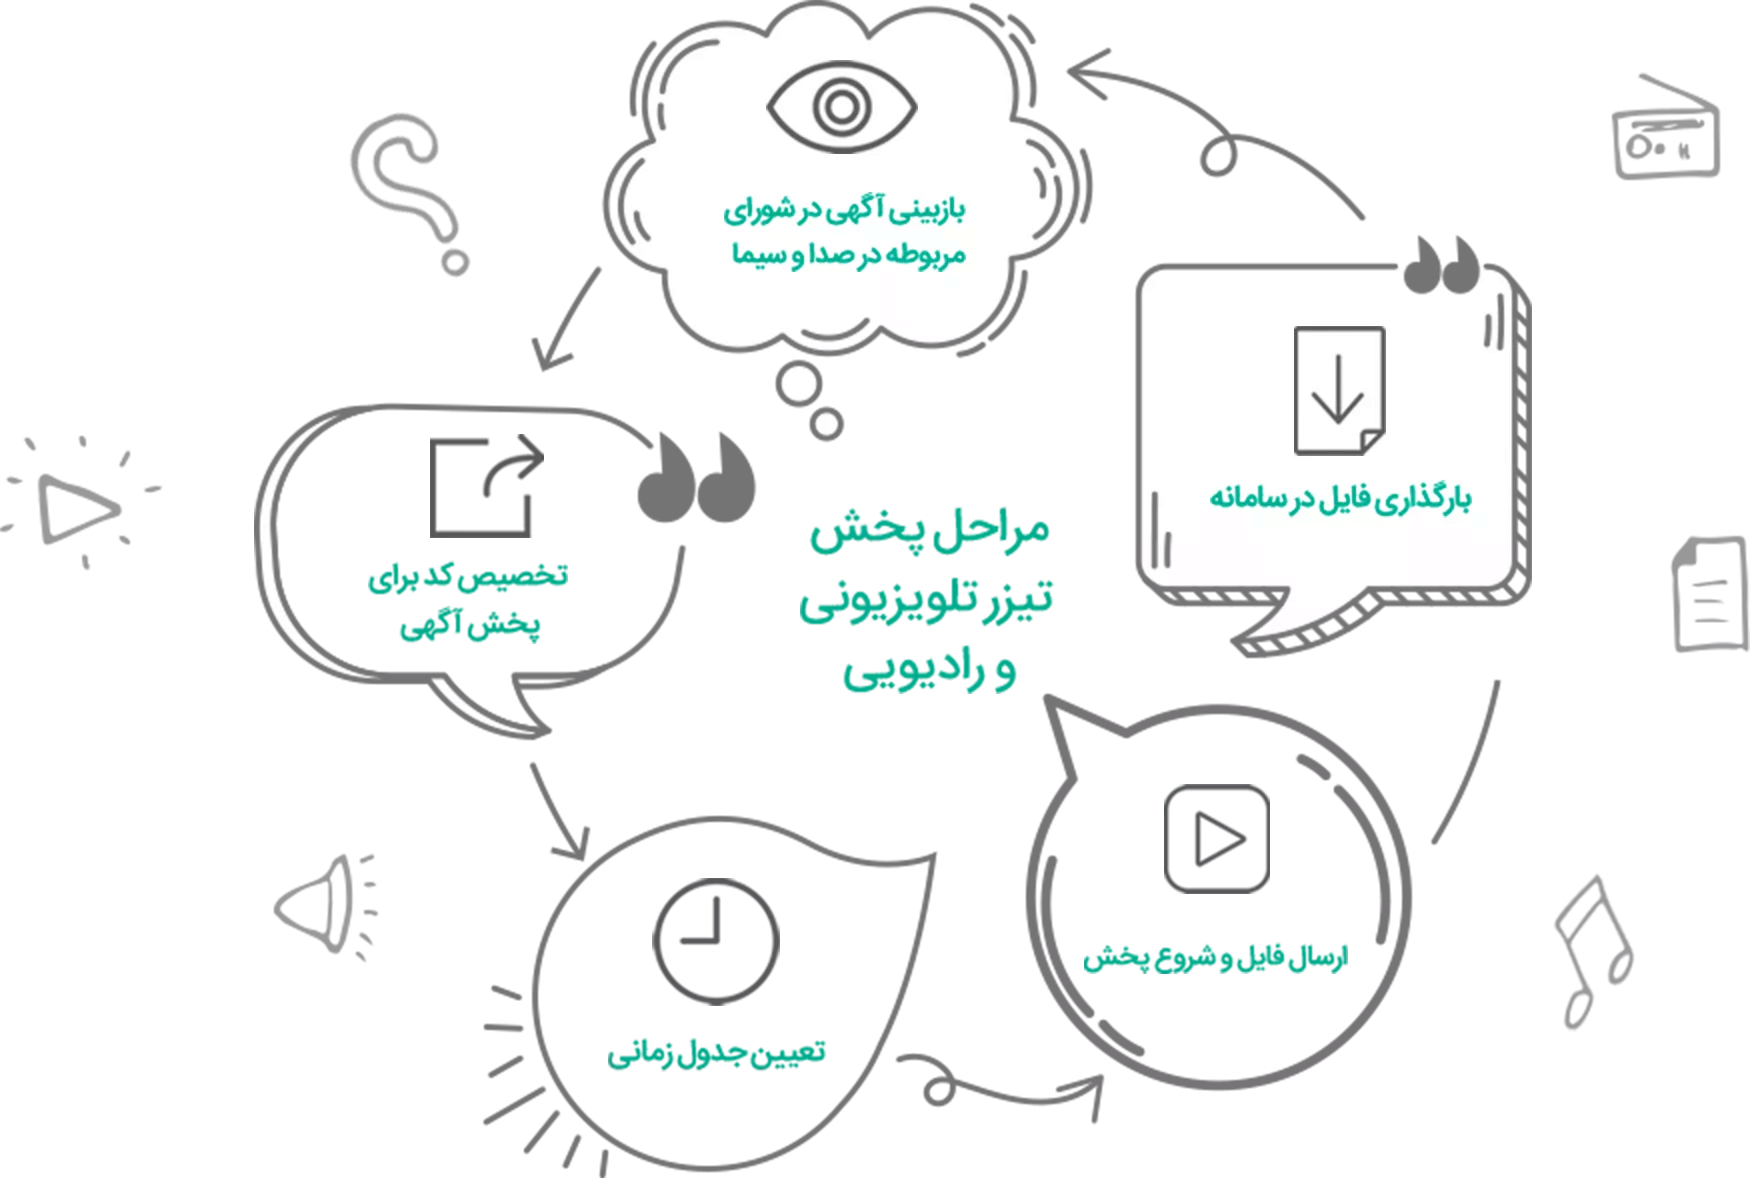 مراحل پخش
تیزر تلویزیونی
و رادیویی
بارگذاری فایل در سامانه
بازبینی آگهی در شورای
مربوطه در صدا و سیما
تخصیص کد برای
پخش آگهی
تعیین جدول زمانی
ارسال فایل و شروع پخش